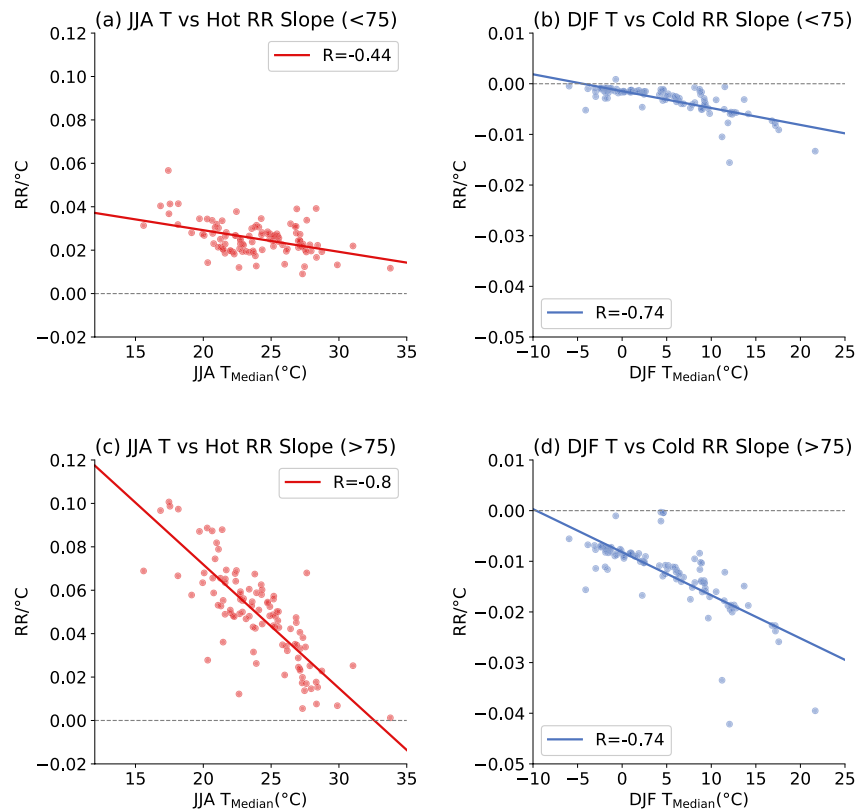 (a) JJA T vs Hot RR Slope (<75)
0.12
0.10
0.08
0.06
0.04
0.02
0.00
−0.02
RR/°C
R=-0.44
15 20 25 30 35
JJA T_Median(°C)
(b) DJF T vs Cold RR Slope (<75)
0.01
0.00
−0.01
−0.02
−0.03
−0.04
−0.05
RR/°C
R=-0.74
−10 −5 0 5 10 15 20 25
DJF T_Median(°C)
(c) JJA T vs Hot RR Slope (>75)
0.12
0.10
0.08
0.06
0.04
0.02
0.00
−0.02
RR/°C
R=-0.8
15 20 25 30 35
JJA T_Median(°C)
(d) DJF T vs Cold RR Slope (>75)
0.01
0.00
−0.01
−0.02
−0.03
−0.04
−0.05
RR/°C
R=-0.74
−10 −5 0 5 10 15 20 25
DJF T_Median(°C)